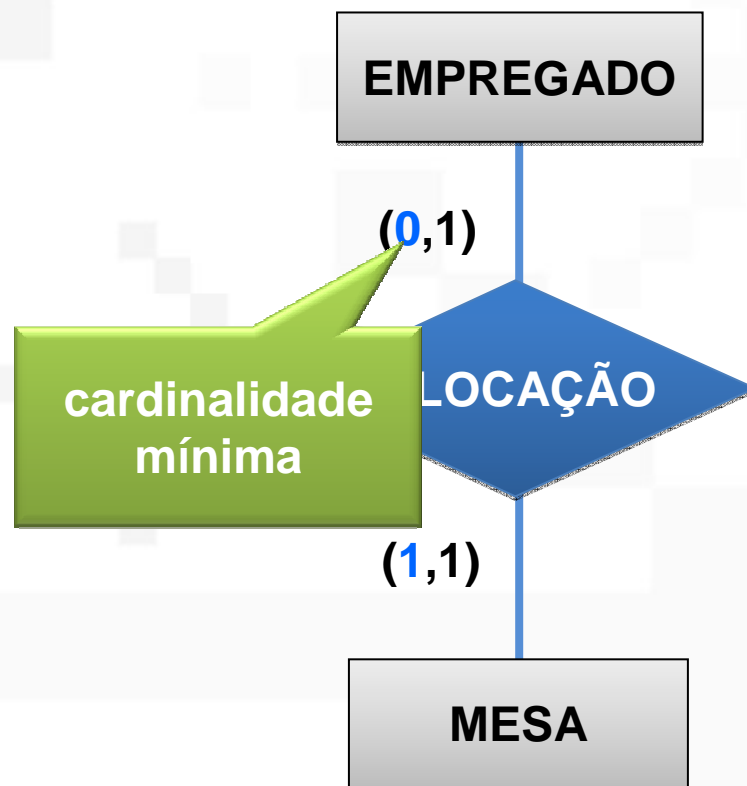 EMPREGADO
(0,1)
cardinalidade
mínima
LOCAÇÃO
(1,1)
MESA